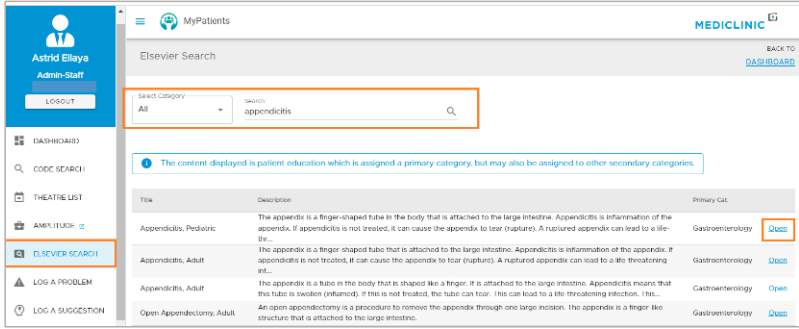 MyPatients
MEDICLINIC
Astrid Ellaya
Admin-Staff
LOGOUT
Elsevier Search
BACK TO
DASHBOARD
Select Category
All
Search
appendicitis
DASHBOARD
CODE SEARCH
THEATRE LIST
AMPLITUDE
ELSEVIER SEARCH
LOG A PROBLEM
LOG A SUGGESTION
The content displayed is patient education which is assigned a primary category, but may also be assigned to other secondary categories.
Title Description Primary Cat.
Appendicitis, Pediatric
The appendix is a finger-shaped tube in the body that is attached to the large intestine. Appendicitis is inflammation of the
appendix. If appendicitis is not treated, it can cause the appendix to tear (rupture). A ruptured appendix can lead to a life-
thr...
Gastroenterology Open
Appendicitis, Adult
The appendix is a finger shaped tube that is attached to the large intestine. Appendicitis is inflammation of the appendix. If
appendicitis is not treated, it can cause the appendix to tear (rupture). A ruptured appendix can lead to a life threatening
int...
Gastroenterology Open
Appendicitis, Adult
The appendix is a tube in the body that is shaped like a finger. It is attached to the large intestine. Appendicitis means that
this tube is swollen (inflamed). If this is not treated, the tube can tear. This can lead to a life threatening infection. This...
Gastroenterology Open
Open Appendectomy, Adult
An open appendectomy is a procedure to remove the appendix through one large incision. The appendix is a finger like
structure that is attached to the large intestine.
Gastroenterology Open